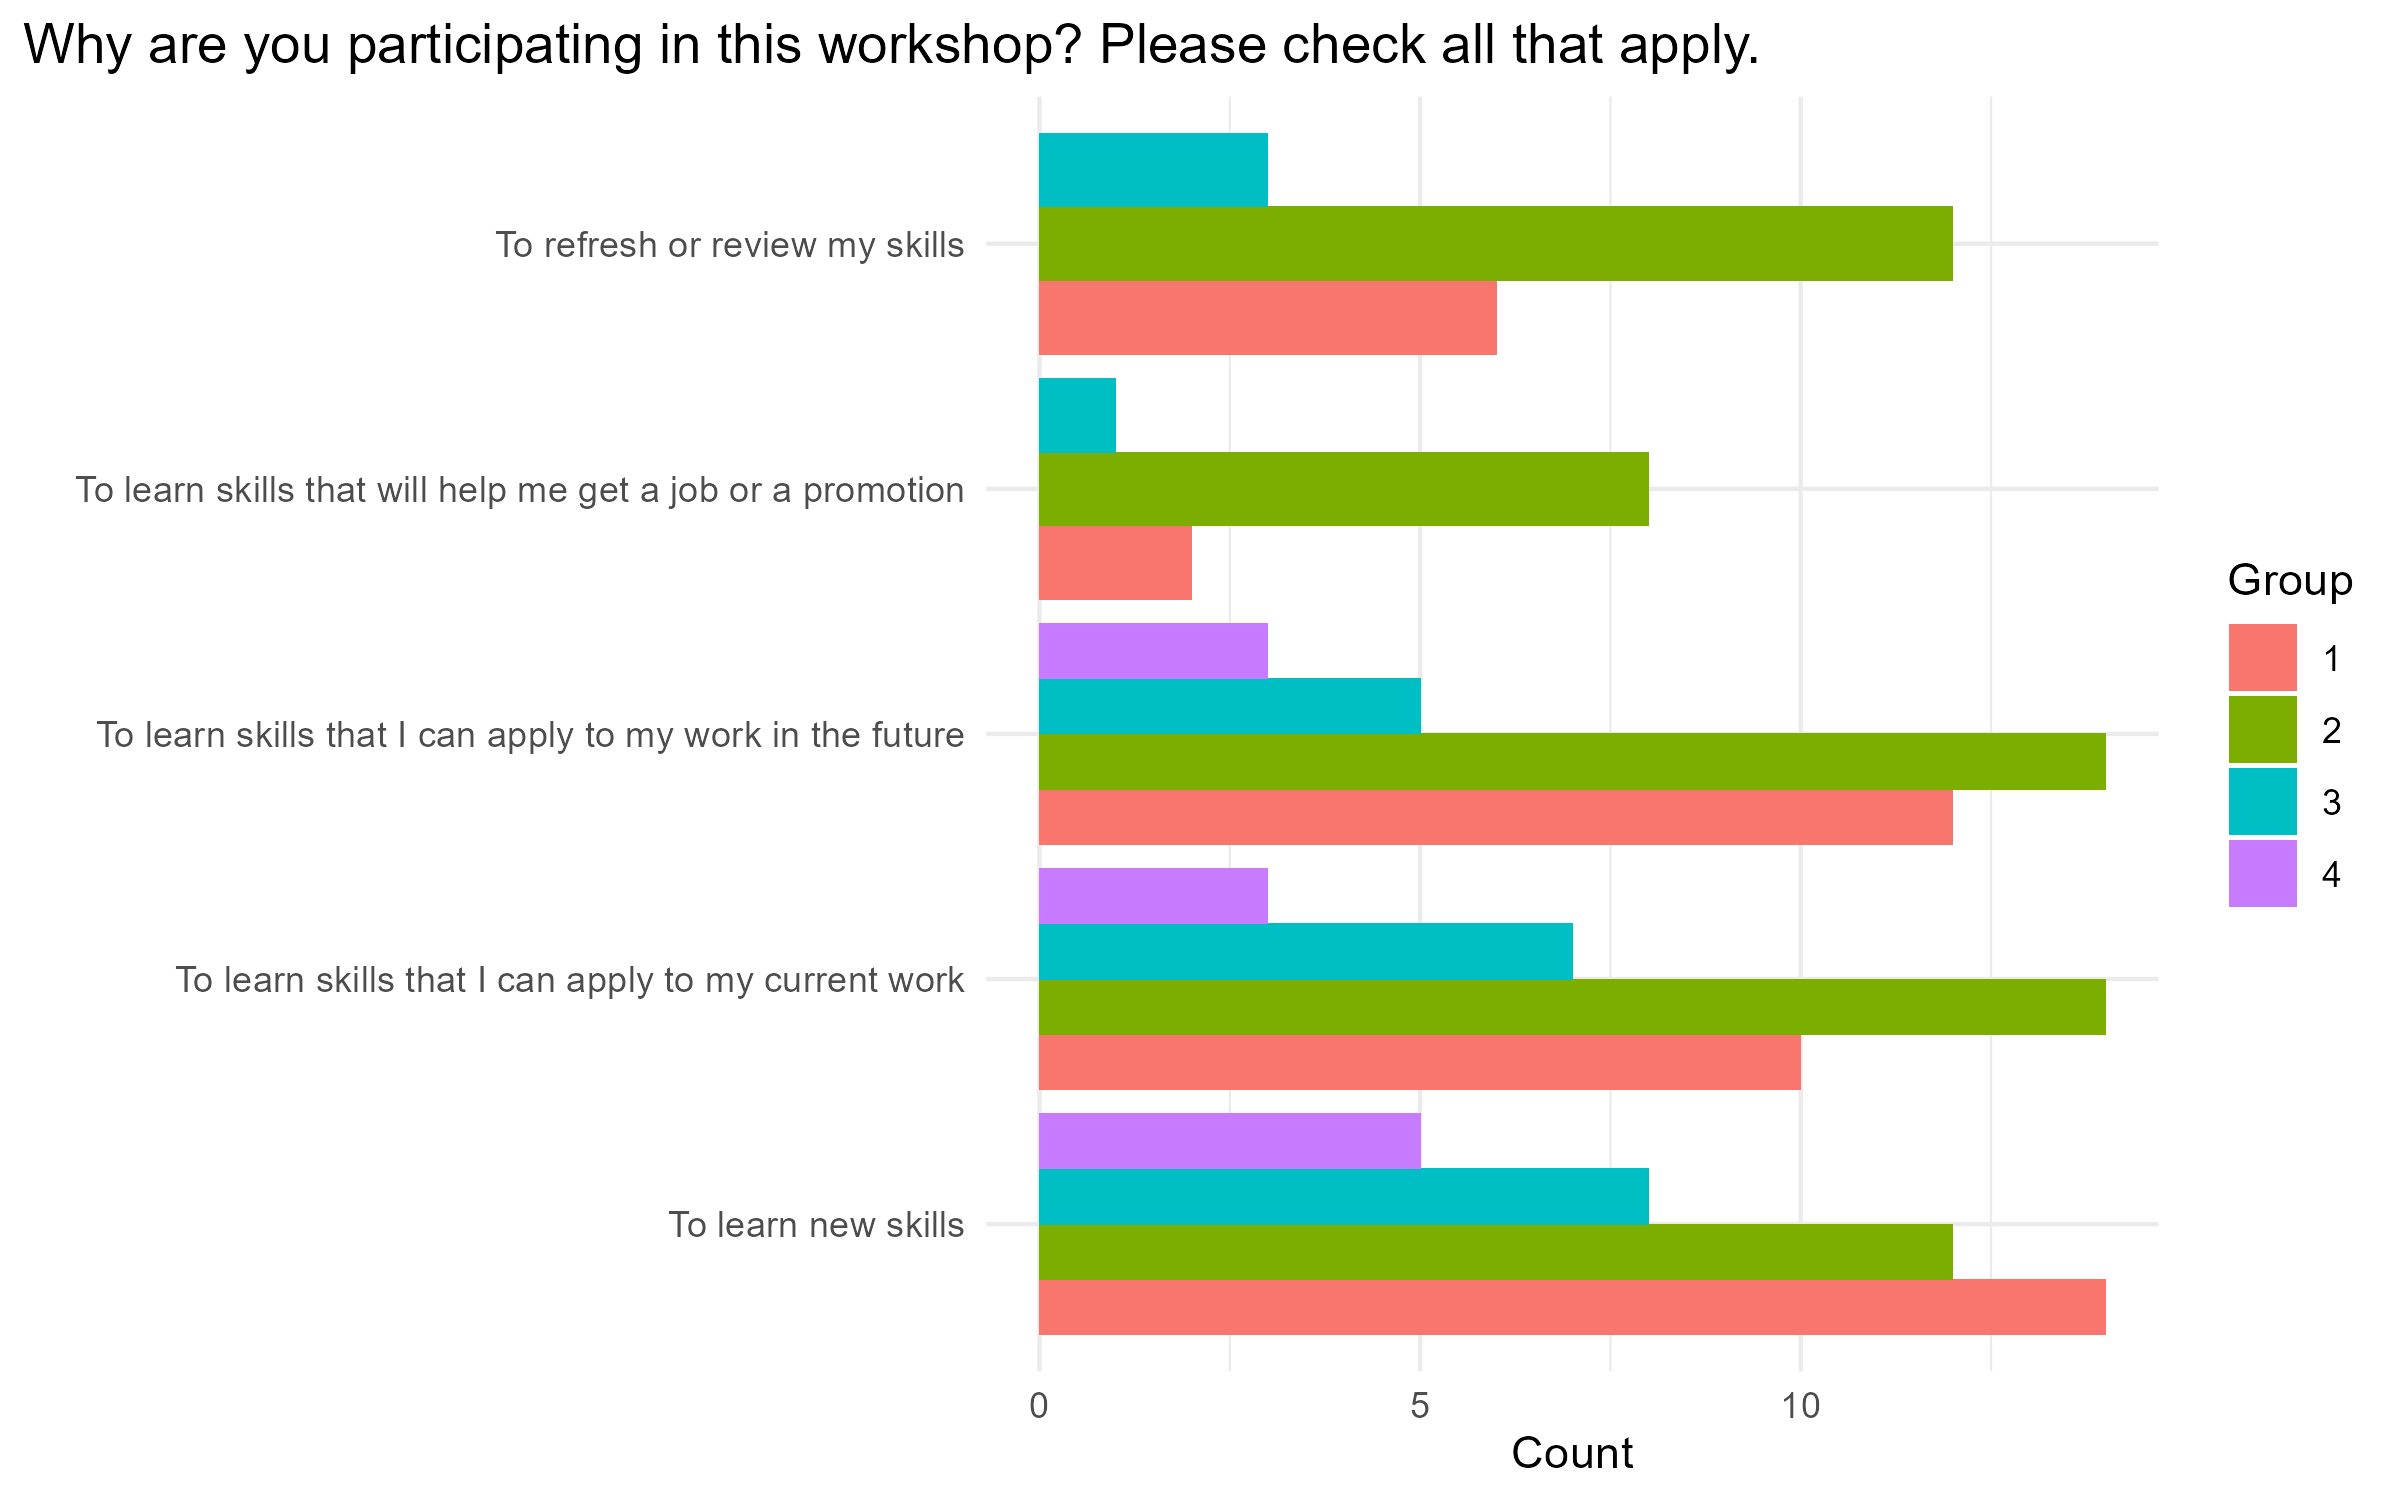 Why are you participating in this workshop? Please check all that apply.
To refresh or review my skills
To learn skills that will help me get a job or a promotion
To learn skills that I can apply to my work in the future
To learn skills that I can apply to my current work
To learn new skills
0 5 10
Count
Group
1
2
3
4